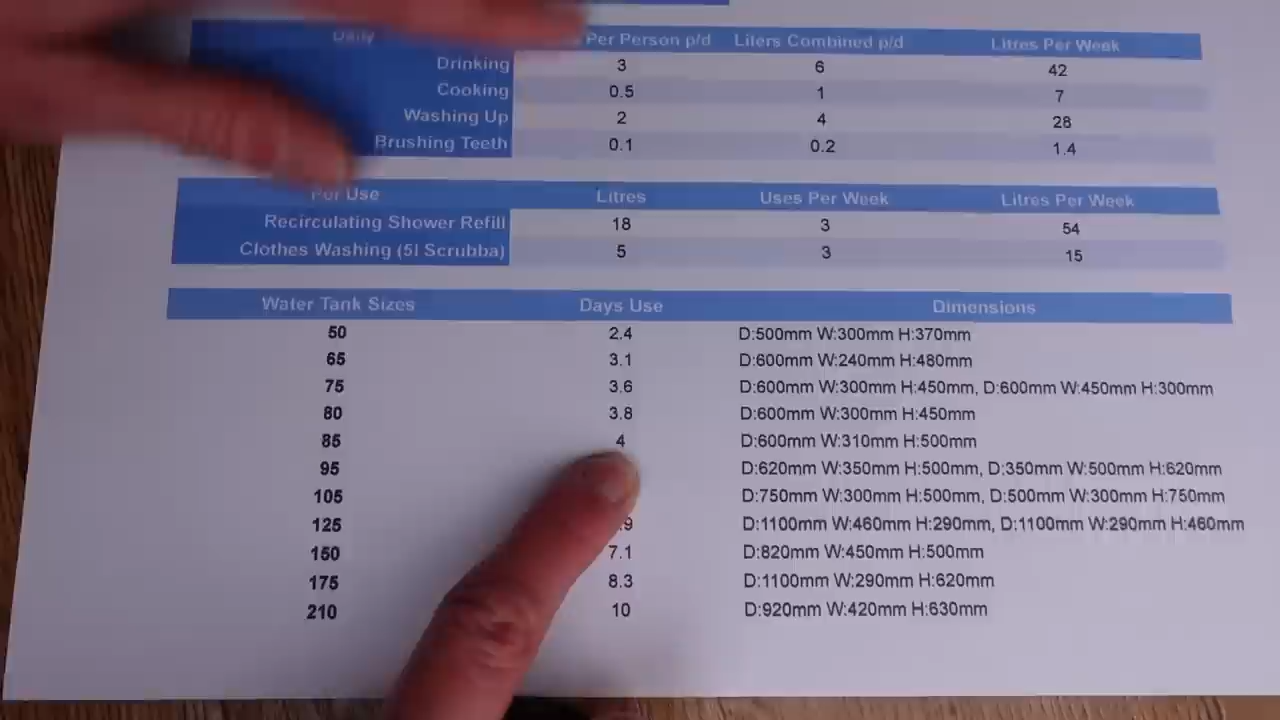 Daily Per Person p/d Liters Combined p/d Litres Per Week
Drinking 3 6 42
Cooking 0.5 1 7
Washing Up 2 4 28
Brushing Teeth 0.1 0.2 1.4
Per Use Litres Uses Per Week Litres Per Week
Recirculating Shower Refill 18 3 54
Clothes Washing (5l Scrubba) 5 3 15
Water Tank Sizes Days Use Dimensions
50 2.4 D:500mm W:300mm H:370mm
65 3.1 D:600mm W:240mm H:480mm
75 3.6 D:600mm W:300mm H:450mm, D:600mm W:450mm H:300mm
80 3.8 D:600mm W:300mm H:450mm
85 4 D:600mm W:310mm H:500mm
95 D:620mm W:350mm H:500mm, D:350mm W:500mm H:620mm
105 D:750mm W:300mm H:500mm, D:500mm W:300mm H:750mm
125 .9 D:1100mm W:460mm H:290mm, D:1100mm W:290mm H:460mm
150 7.1 D:820mm W:450mm H:500mm
175 8.3 D:1100mm W:290mm H:620mm
210 10 D:920mm W:420mm H:630mm